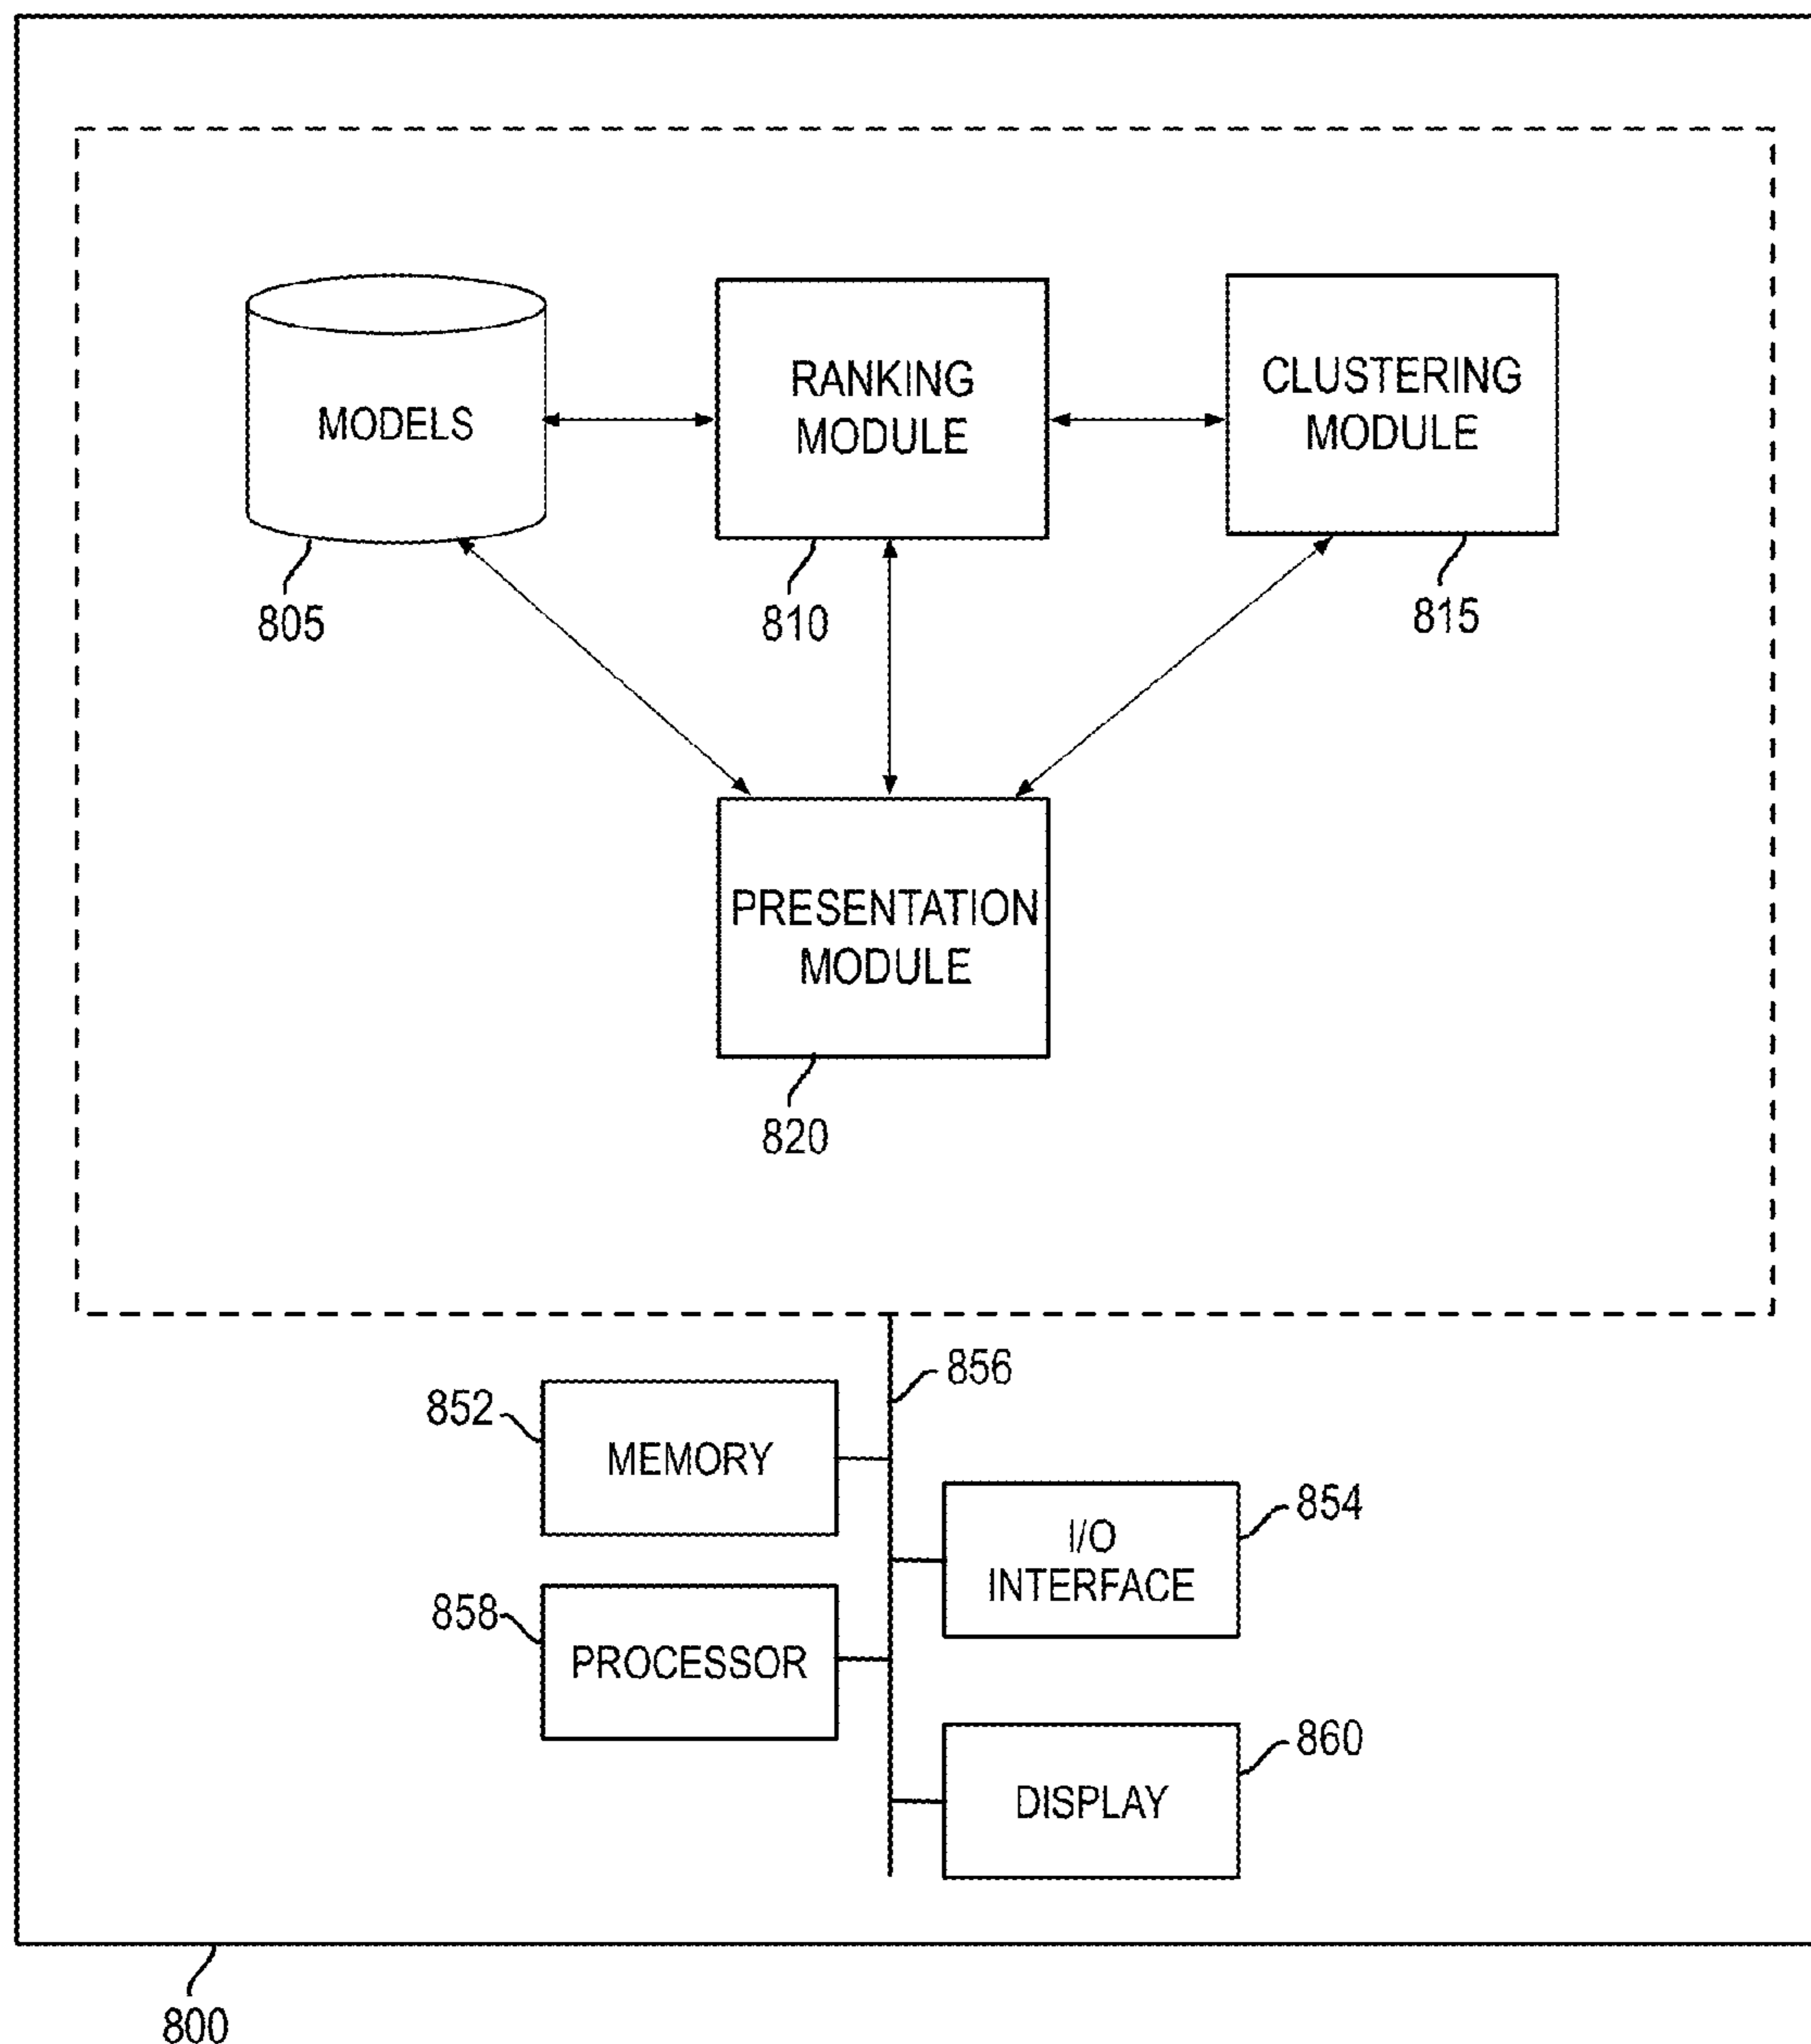 MODELS
RANKING
MODULE
CLUSTERING
MODULE
805
810
815
PRESENTATION
MODULE
820
856
852
MEMORY
854
I/O
INTERFACE
858
PROCESSOR
860
DISPLAY
800